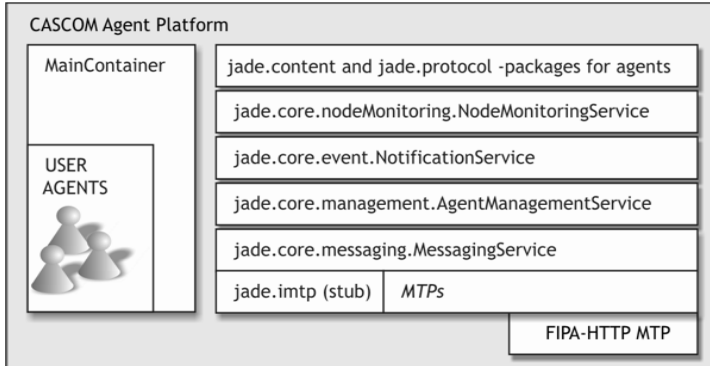 CASCOM Agent Platform
MainContainer
USER
AGENTS
jade.content and jade.protocol -packages for agents
jade.core.nodeMonitoring.NodeMonitoringService
jade.core.event.NotificationService
jade.core.management.AgentManagementService
jade.core.messaging.MessagingService
jade.imtp (stub)
MTPs
FIPA-HTTP MTP